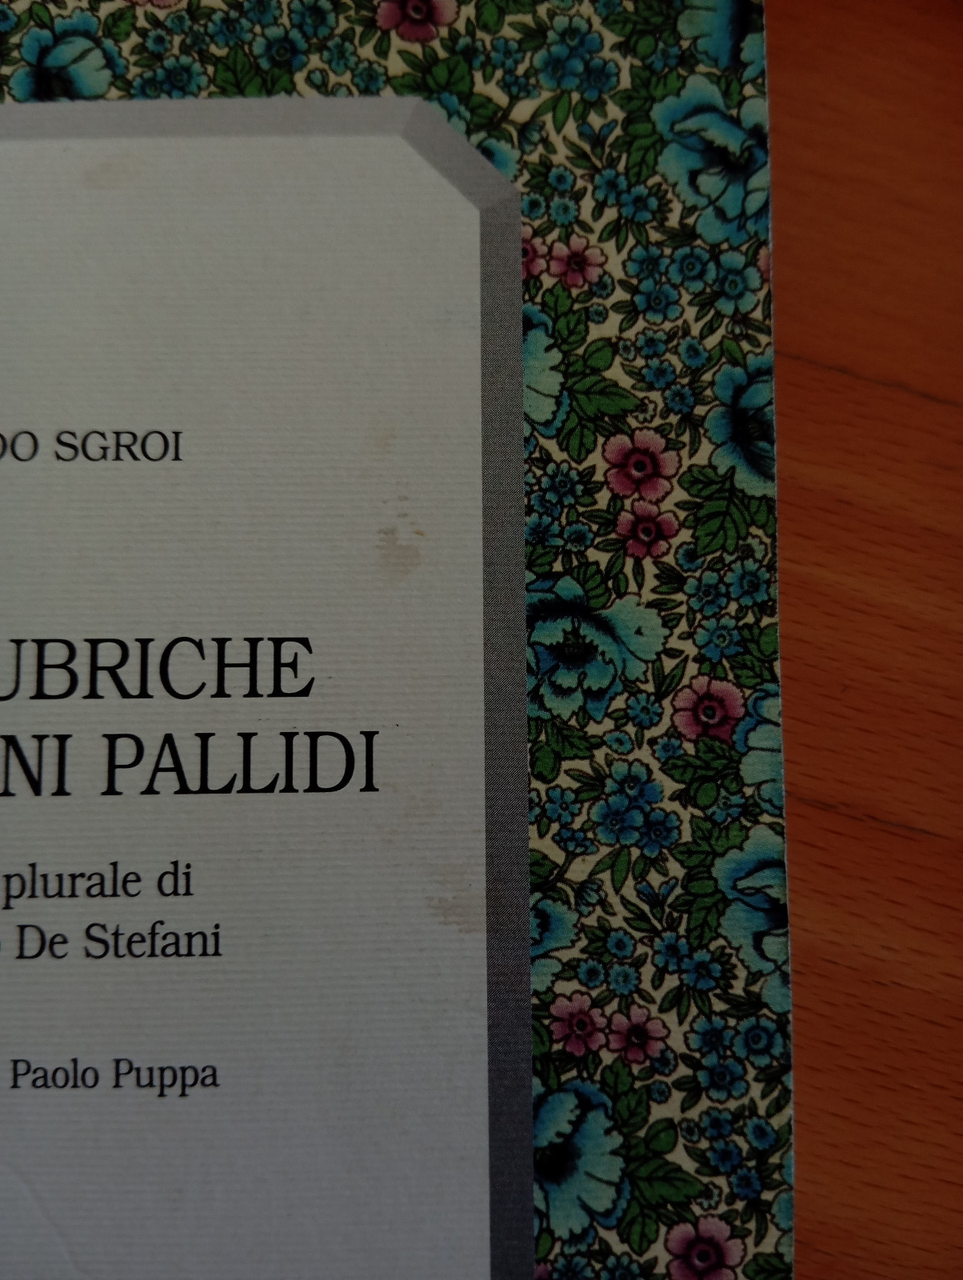 DO SGROI
UBRICHE
NI PALLIDI
plurale di
De Stefani
Paolo Puppa